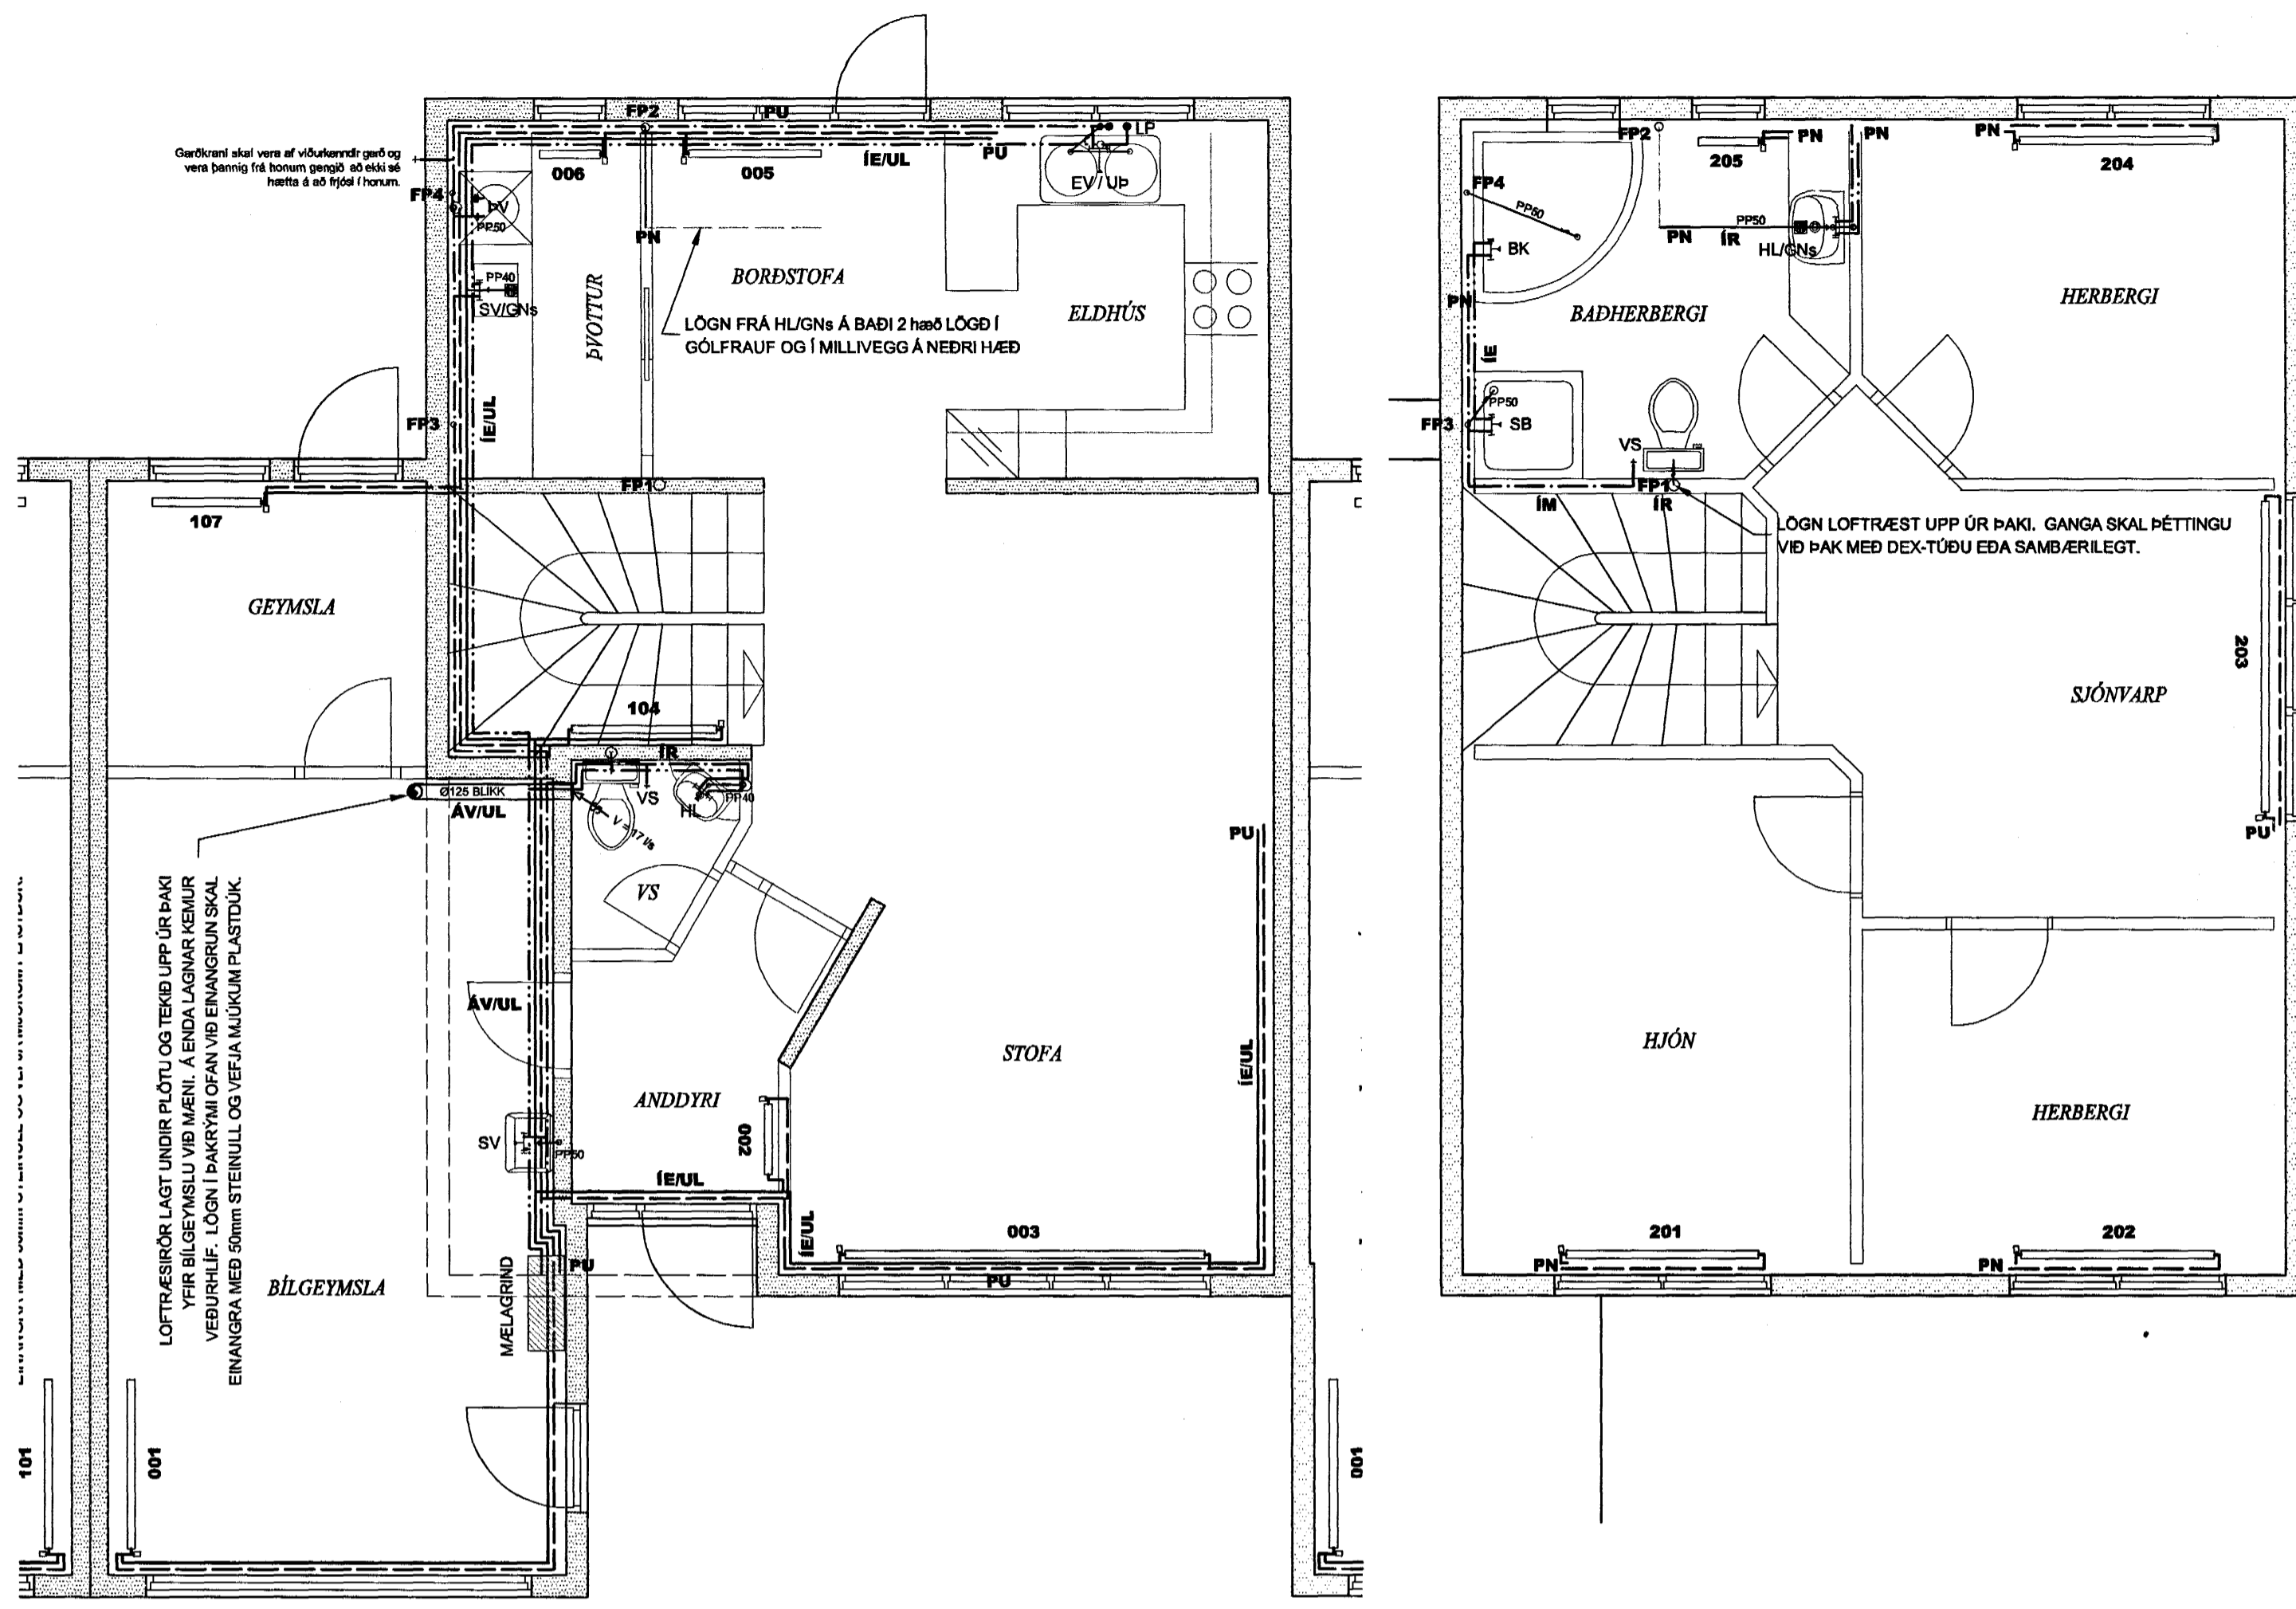 Garðkrani skal vera af viðurkenndir gerð og
vera þannig frá honum gengið að ekki sé
hætta á að frjósi í honum.
FP2
PU
LP
006
005
ÍE/UL
PU
EV / UÞ
FP4
ÞV
PP50
PN
PP40
SV/GNs
ÞVOTTUR
BORÐSTOFA
ELDHÚS
LÖGN FRÁ HL/GNs Á BAÐI 2 hæð LÖGÐ Í
GÓLFRAUF OG Í MILLIVEGG Á NEÐRI HÆÐ
ÍE/UL
FP3
FP1
107
GEYMSLA
104
ÍR
Ø125 BLIKK
ÁV/UL
VS
HL
PP40
V = 17 l/s
VS
PU
LOFTRÆSIRÖR LAGT UNDIR PLÖTU OG TEKIÐ UPP ÚR ÞAKI
YFIR BÍLGEYMSLU VIÐ MÆNI. Á ENDA LAGNAR KEMUR
VEÐURHLÍF. LÖGN Í ÞAKRÝMI OFAN VIÐ EINANGRUN SKAL
EINANGRA MEÐ 50mm STEINULL OG VEFJA MJÚKUM PLASTDÚK.
ÁV/UL
STOFA
ÍE/UL
ANDDYRI
002
SV
PP50
ÍE/UL
ÍE/UL
003
PU
PU
MÆLAGRIND
BÍLGEYMSLA
101
001
001
FP2
205
PN
PN
PN
204
FP4
PP50
PP50
PN
ÍR
HL/GNs
BK
PN
BAÐHERBERGI
HERBERGI
ÍE
PP50
FP3
SB
VS
FP1
ÍM
ÍR
LÖGN LOFTRÆST UPP ÚR ÞAKI. GANGA SKAL ÞÉTTINGU
VIÐ ÞAK MEÐ DEX-TÚÐU EÐA SAMBÆRILEGT.
203
SJÓNVARP
PU
HJÓN
HERBERGI
201
202
PN
PN